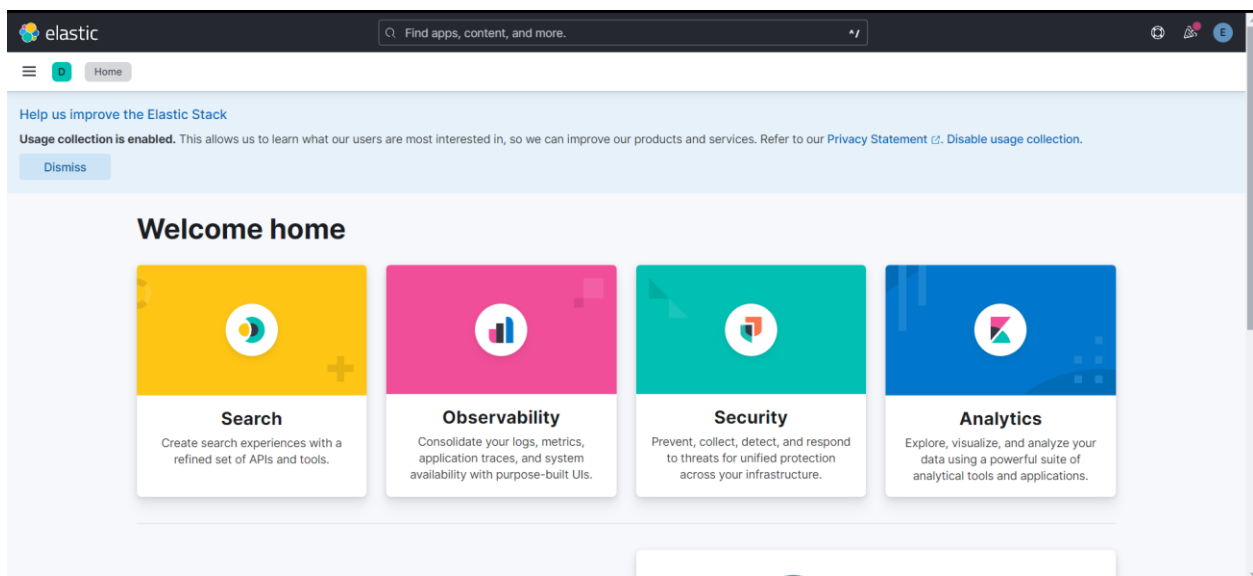 elastic
Find apps, content, and more.
^/
E
D
Home
Help us improve the Elastic Stack
Usage collection is enabled. This allows us to learn what our users are most interested in, so we can improve our products and services. Refer to our Privacy Statement. Disable usage collection.
Dismiss
Welcome home
Search
Create search experiences with a
refined set of APIs and tools.
Observability
Consolidate your logs, metrics,
application traces, and system
availability with purpose-built UIs.
Security
Prevent, collect, detect, and respond
to threats for unified protection
across your infrastructure.
Analytics
Explore, visualize, and analyze your
data using a powerful suite of
analytical tools and applications.